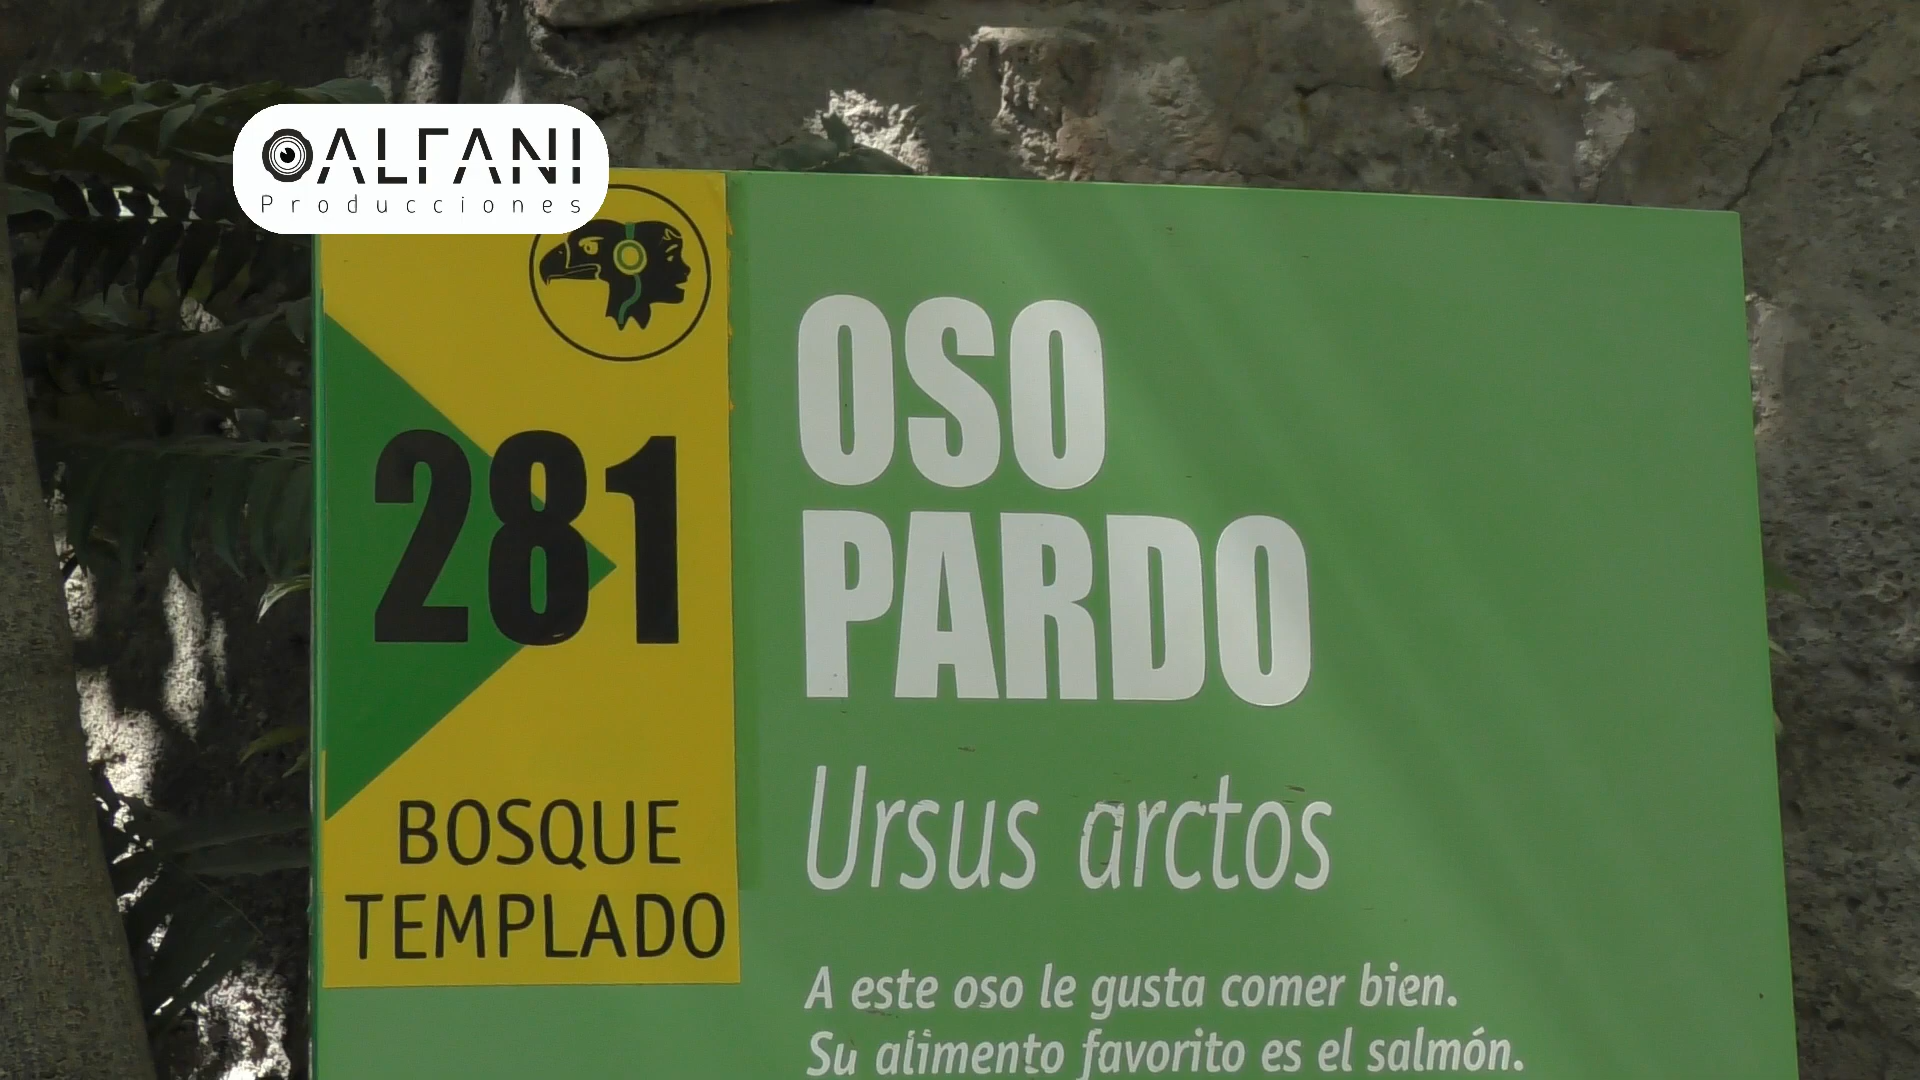 ALFANI
Producciones
281
BOSQUE
TEMPLADO
OSO
PARDO
Ursus arctos
A este oso le gusta comer bien.
Su alimento favorito es el salmón.